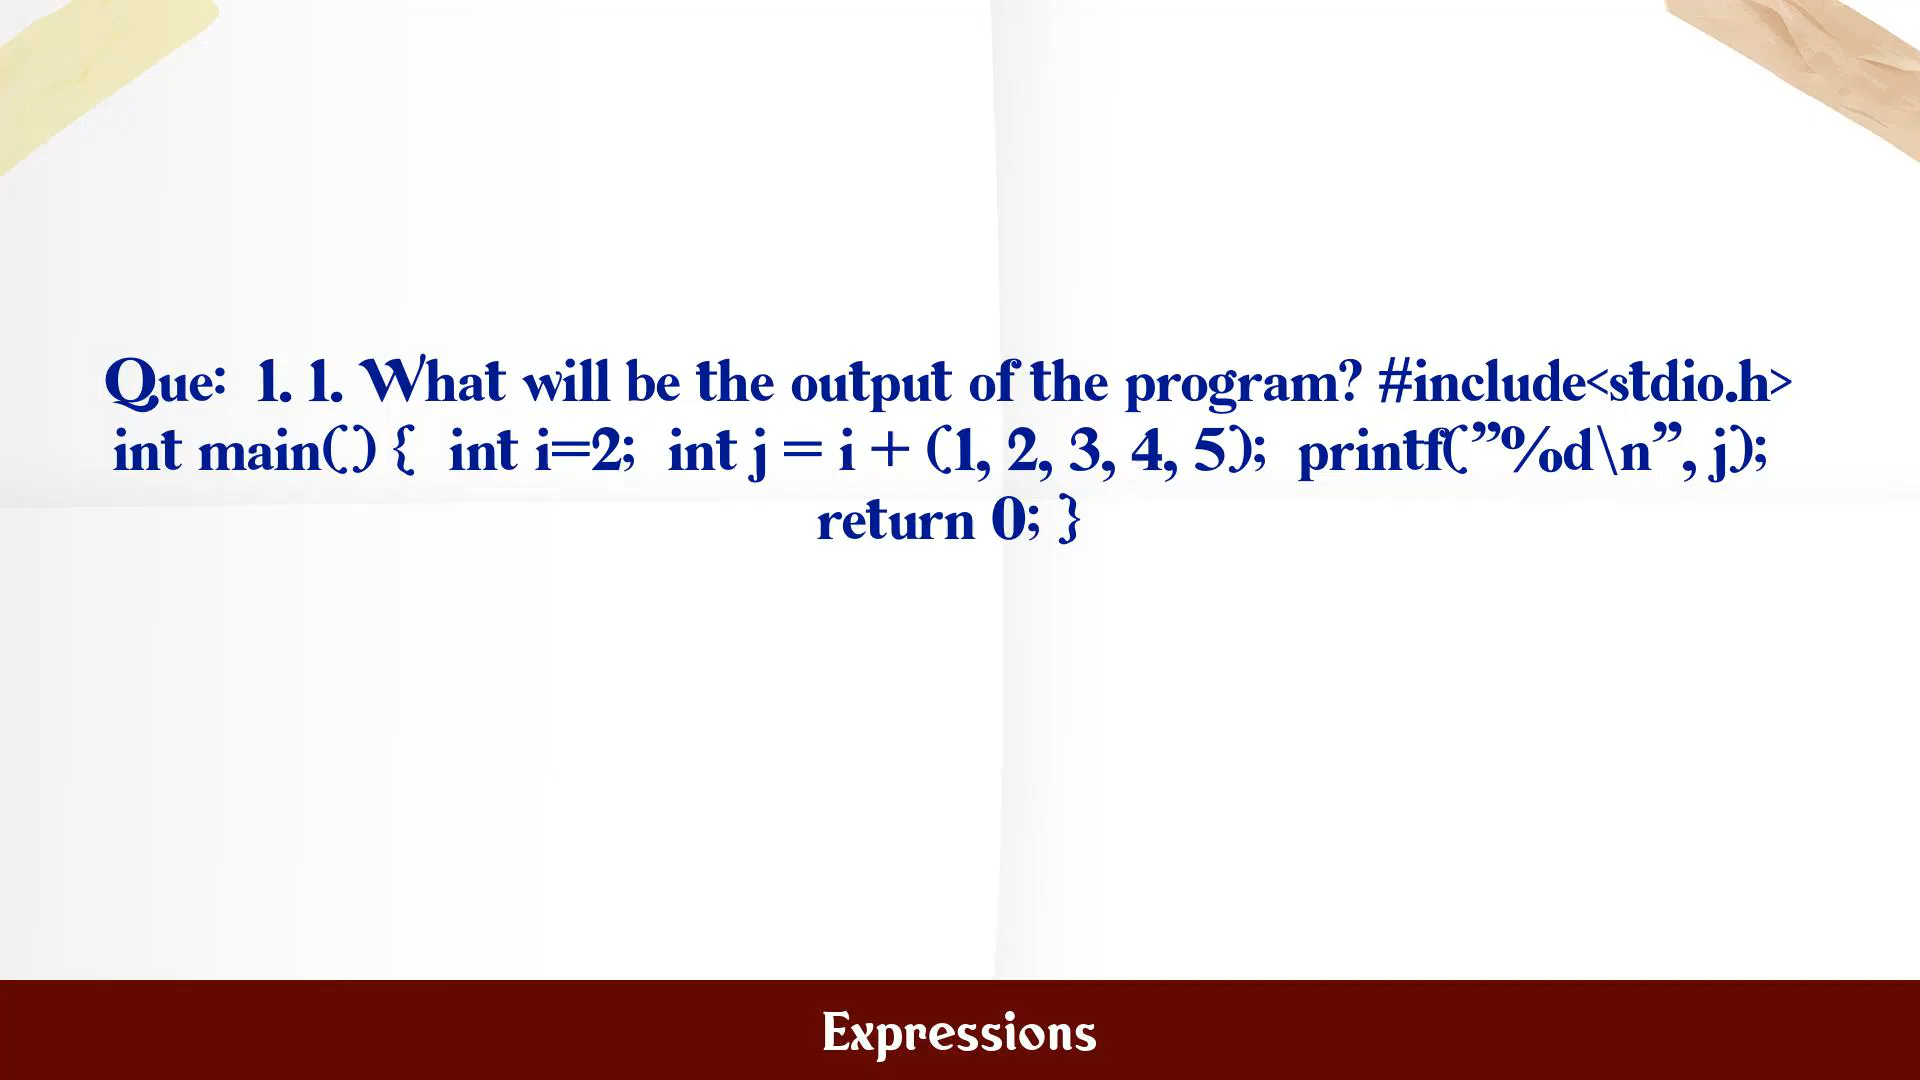 Que:  1. 1. What will be the output of the program? #include<stdio.h>
int main() {  int i=2;  int j = i + (1, 2, 3, 4, 5);  printf(”%d\n”, j);
return 0; }
Expressions